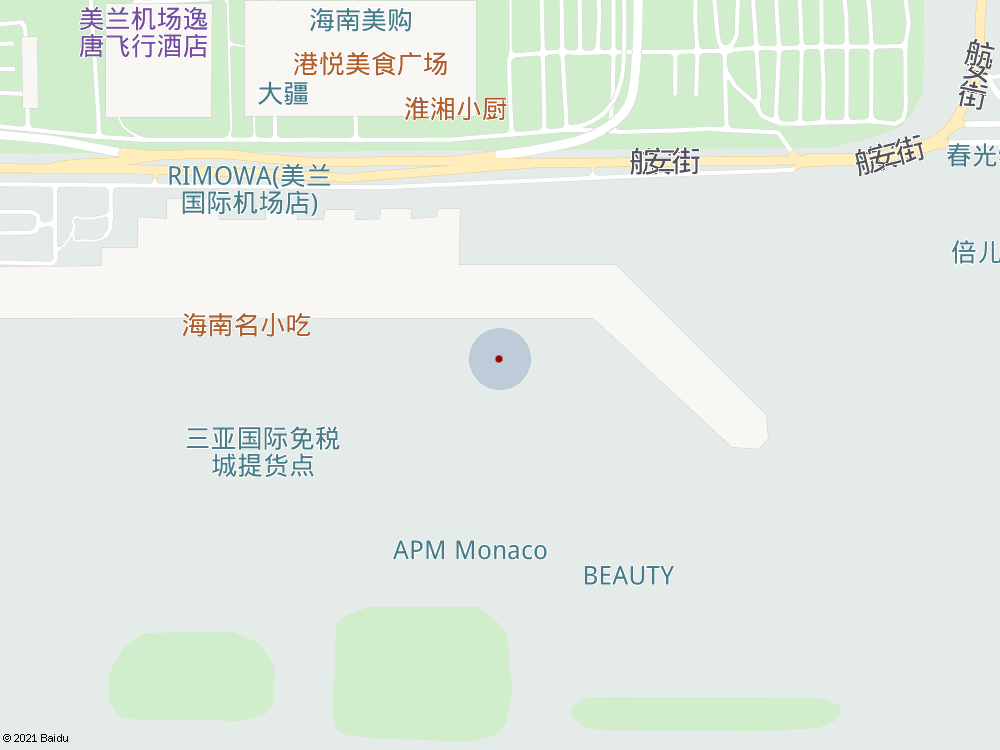 美兰机场逸
唐飞行酒店
海南美购
港悦美食广场
大疆
淮湘小厨
航安街
航安街
航安街
春光
RIMOWA(美兰
国际机场店)
倍儿
海南名小吃
三亚国际免税
城提货点
APM Monaco
BEAUTY
© 2021 Baidu